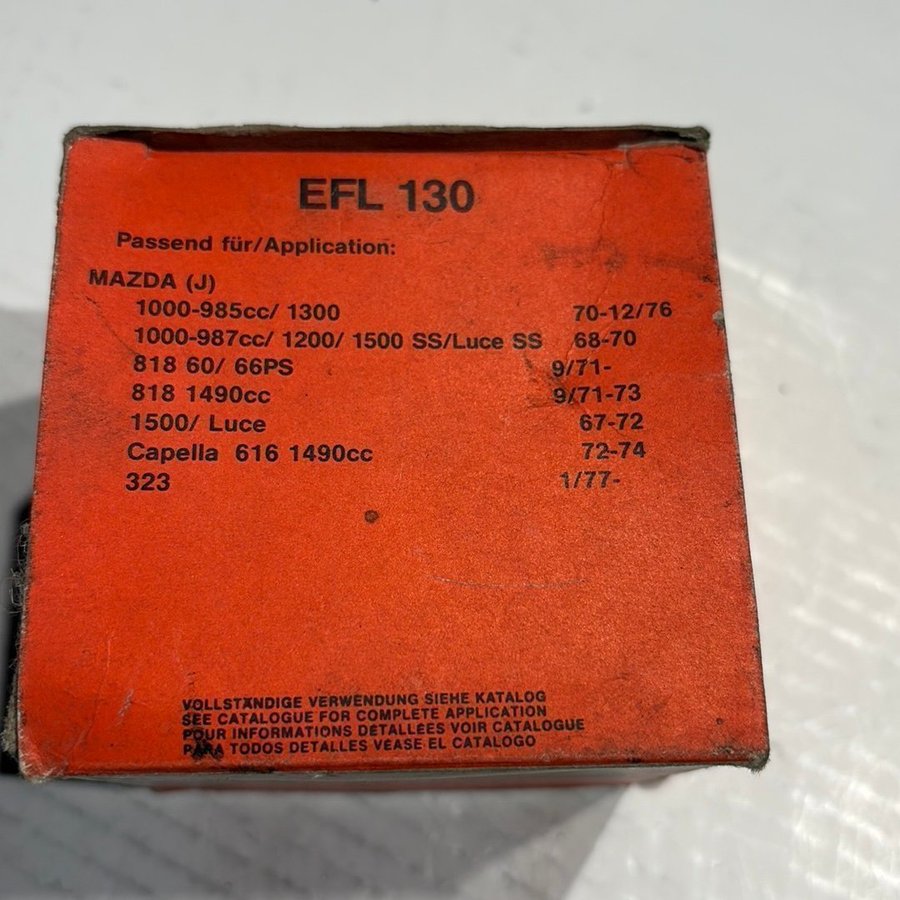 EFL 130
Passend für/Application:
MAZDA (J)
1000-985cc/ 1300 70-12/76
1000-987cc/ 1200/ 1500 SS/Luce SS 68-70
818 60/ 66PS 9/71-
818 1490cc 9/71-73
1500/ Luce 67-72
Capella 616 1490cc 72-74
323 1/77-
VOLLSTÄNDIGE VERWENDUNG SIEHE KATALOG
SEE CATALOGUE FOR COMPLETE APPLICATION
POUR INFORMATIONS DÉTAILLÉES VOIR CATALOGUE
PARA TODOS DETALLES VÉASE EL CATALOGO